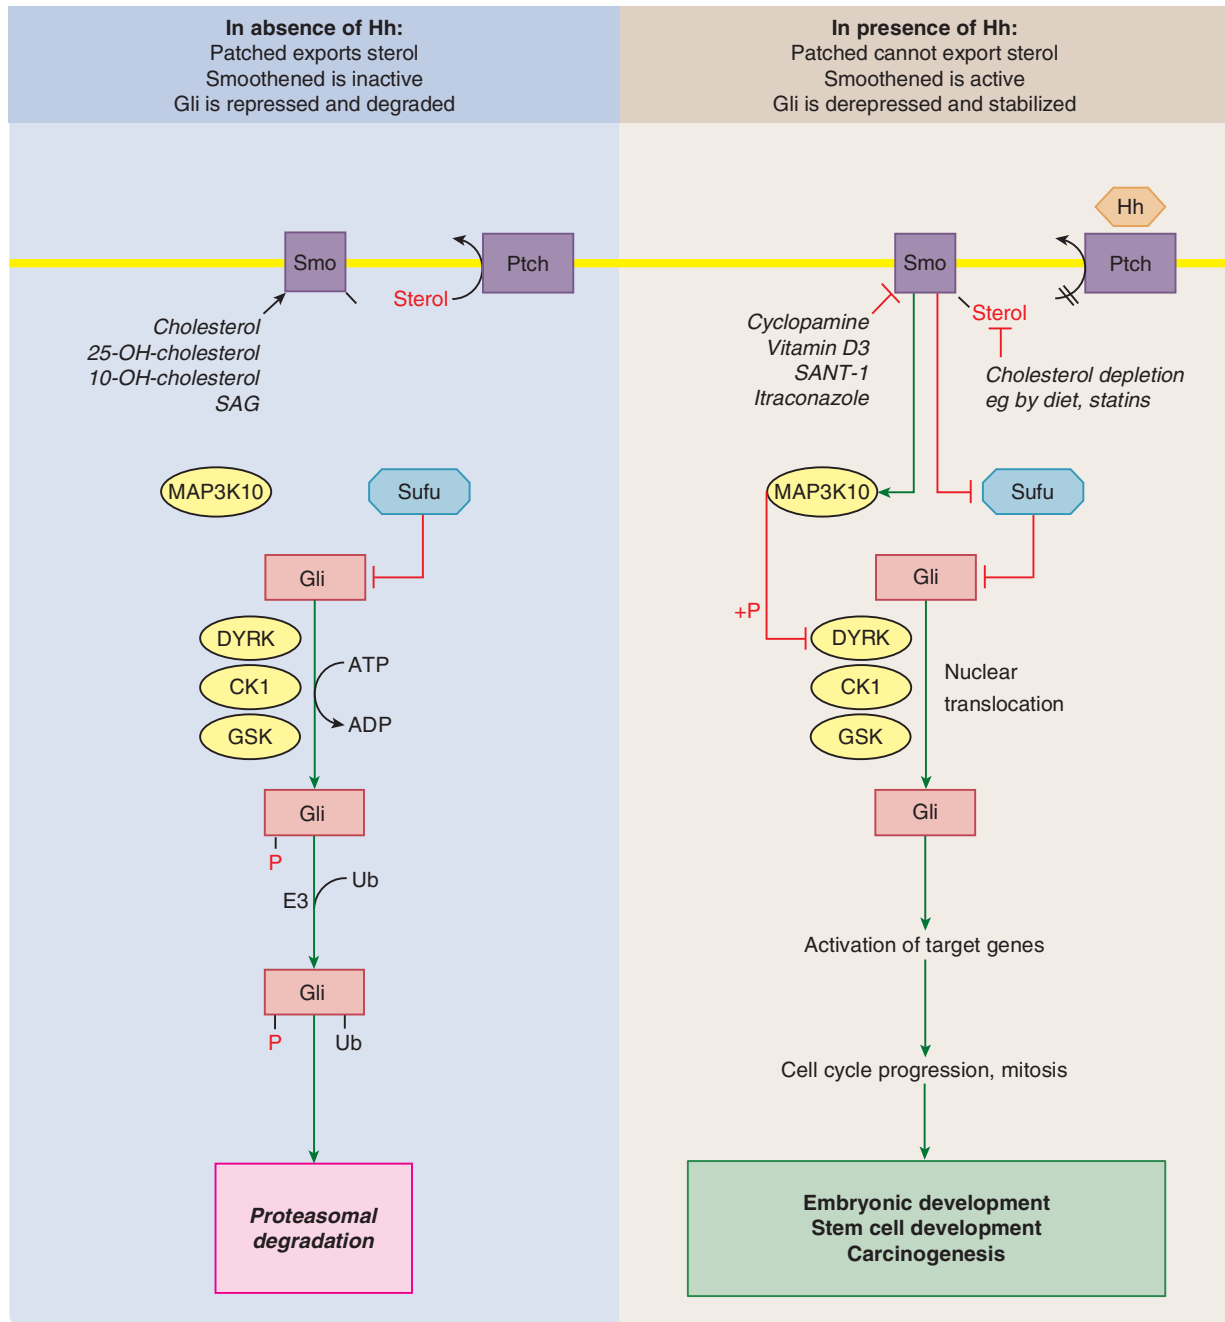 In absence of Hh:
Patched exports sterol
Smoothened is inactive
Gli is repressed and degraded
Smo
Ptch
Sterol
Cholesterol
25-OH-cholesterol
10-OH-cholesterol
SAG
MAP3K10
Sufu
Gli
DYRK
CK1
GSK
ATP
ADP
Gli
P
E3
Ub
Gli
P
Ub
Proteasomal
degradation
In presence of Hh:
Patched cannot export sterol
Smoothened is active
Gli is derepressed and stabilized
Hh
Smo
Ptch
Sterol
Cyclopamine
Vitamin D3
SANT-1
Itraconazole
Cholesterol depletion
eg by diet, statins
MAP3K10
Sufu
Gli
+P
DYRK
CK1
GSK
Nuclear
translocation
Gli
Activation of target genes
Cell cycle progression, mitosis
Embryonic development
Stem cell development
Carcinogenesis